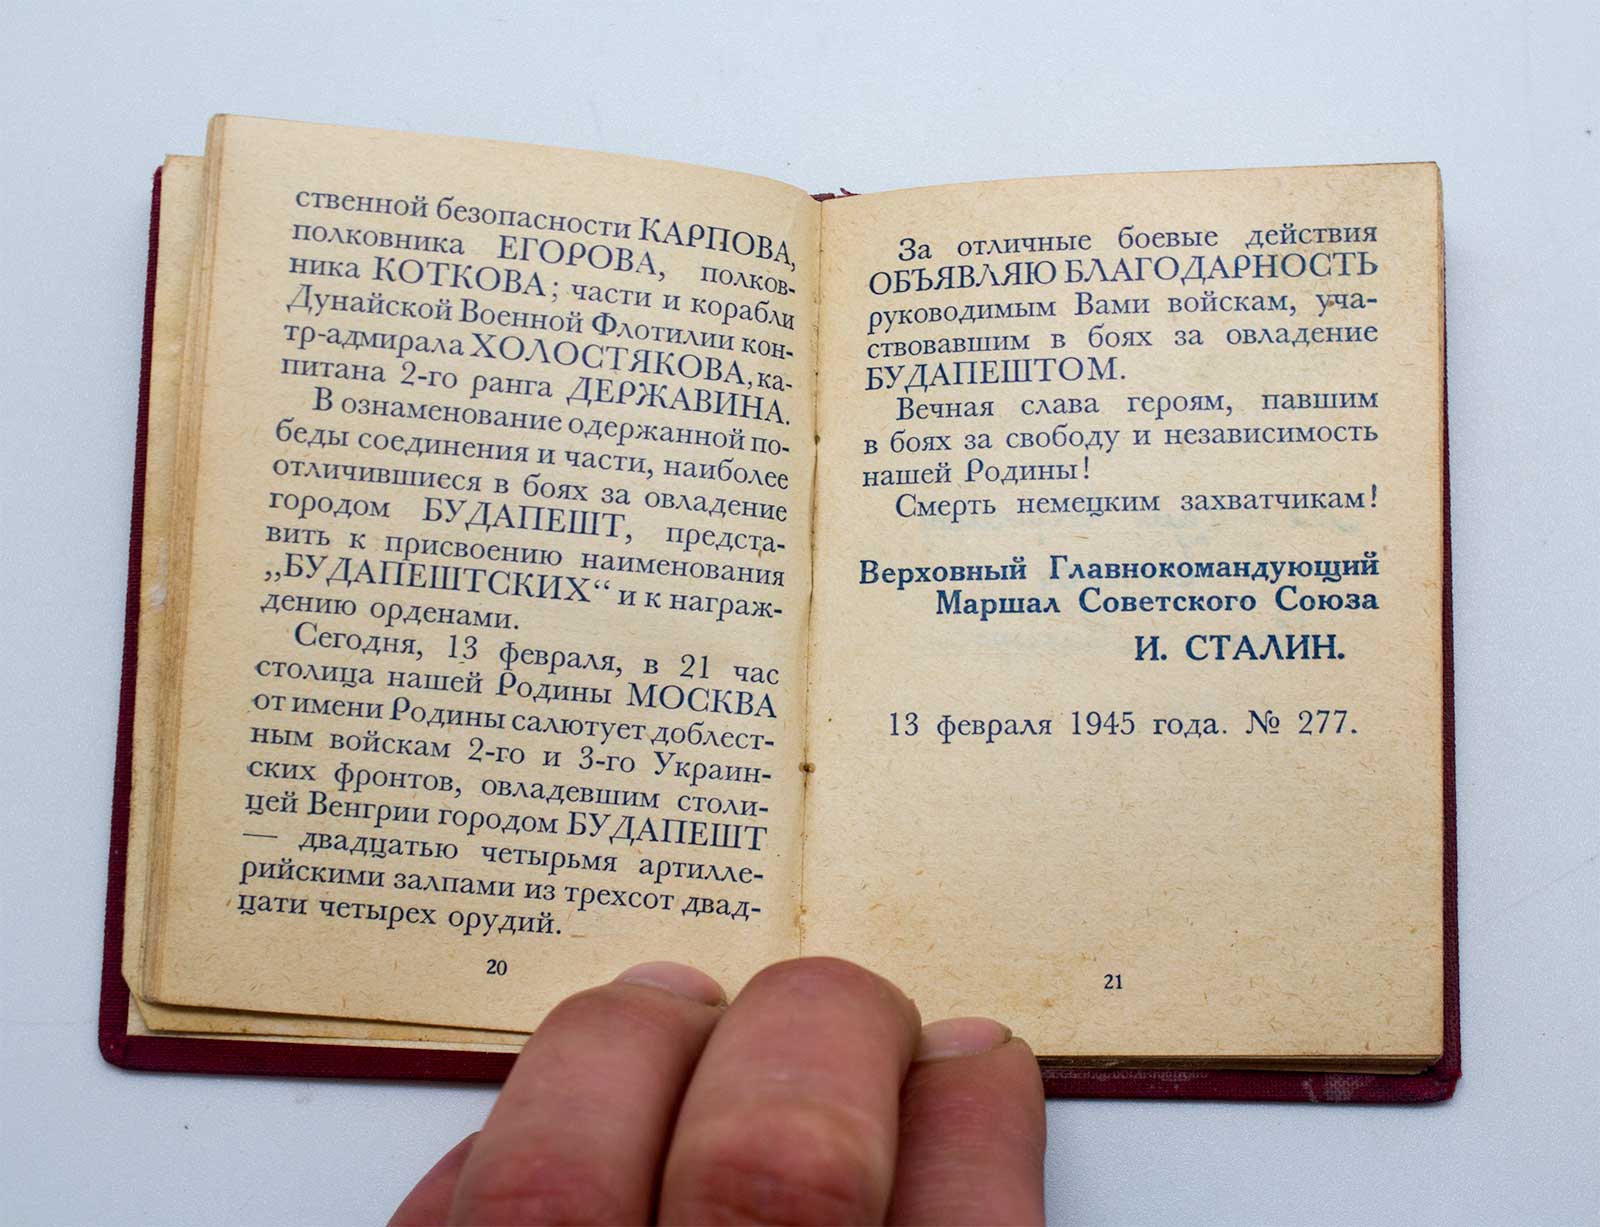 ственной безопасности КАРПОВА,
полковника ЕГОРОВА, полков-
ника КОТКОВА; части и корабли
Дунайской Военной Флотилии кон-
тр-адмирала ХОЛОСТЯКОВА, ка-
питана 2-го ранга ДЕРЖАВИНА.
В ознаменование одержанной по-
беды соединения и части, наиболее
отличившиеся в боях за овладение
городом БУДАПЕШТ, предста-
вить к присвоению наименования
„БУДАПЕШТСКИХ“ и к награж-
дению орденами.
Сегодня, 13 февраля, в 21 час
столица нашей Родины МОСКВА
от имени Родины салютует доблест-
ным войскам 2-го и 3-го Украин-
ских фронтов, овладевшим столи-
цей Венгрии городом БУДАПЕШТ
— двадцатью четырьмя артилле-
рийскими залпами из трехсот двад-
цати четырех орудий.
20
За отличные боевые действия
ОБЪЯВЛЯЮ БЛАГОДАРНОСТЬ
руководимым Вами войскам, уча-
ствовавшим в боях за овладение
БУДАПЕШТОМ.
Вечная слава героям, павшим
в боях за свободу и независимость
нашей Родины!
Смерть немецким захватчикам!
Верховный Главнокомандующий
Маршал Советского Союза
И. СТАЛИН.
13 февраля 1945 года. № 277.
21